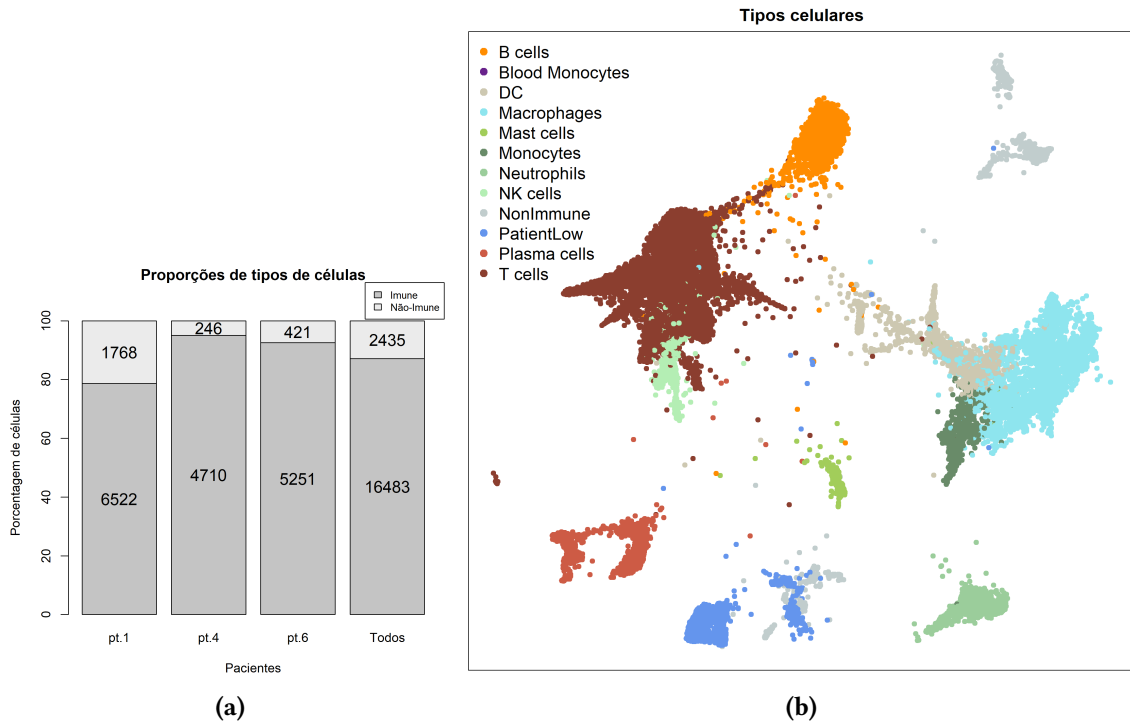 Proporções de tipos de células
Imune
Não-Imune
Porcentagem de células
100
80
60
40
20
0
1768
246
421
2435
6522
4710
5251
16483
pt.1
pt.4
pt.6
Todos
Pacientes
(a)
Tipos celulares
B cells
Blood Monocytes
DC
Macrophages
Mast cells
Monocytes
Neutrophils
NK cells
NonImmune
PatientLow
Plasma cells
T cells
(b)